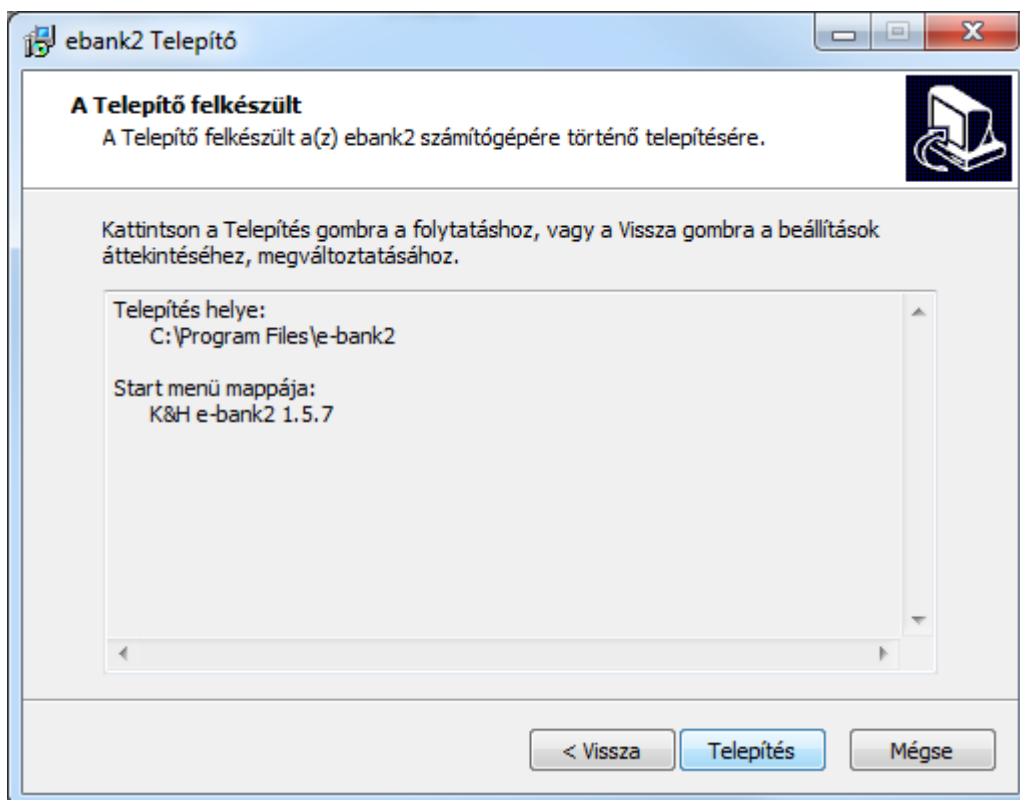 ebank2 Telepítő
A Telepítő felkészült
A Telepítő felkészült a(z) ebank2 számítógépére történő telepítésére.
Kattintson a Telepítés gombra a folytatáshoz, vagy a Vissza gombra a beállítások
áttekintéséhez, megváltoztatásához.
Telepítés helye:
C:\Program Files\e-bank2
Start menü mappája:
K&H e-bank2 1.5.7
< Vissza
Telepítés
Mégse